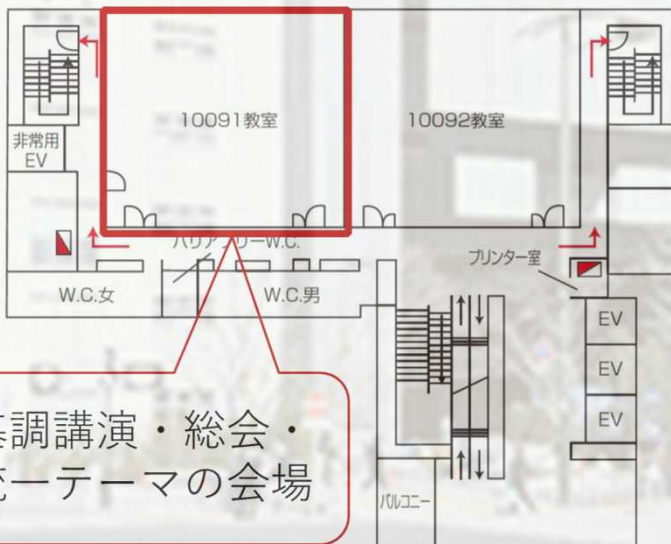 10091教室
10092教室
非常用
EV
バリアフリーW.C.
プリンター室
W.C.女
W.C.男
EV
EV
EV
基調講演・総会・
統一テーマの会場
バルコニー